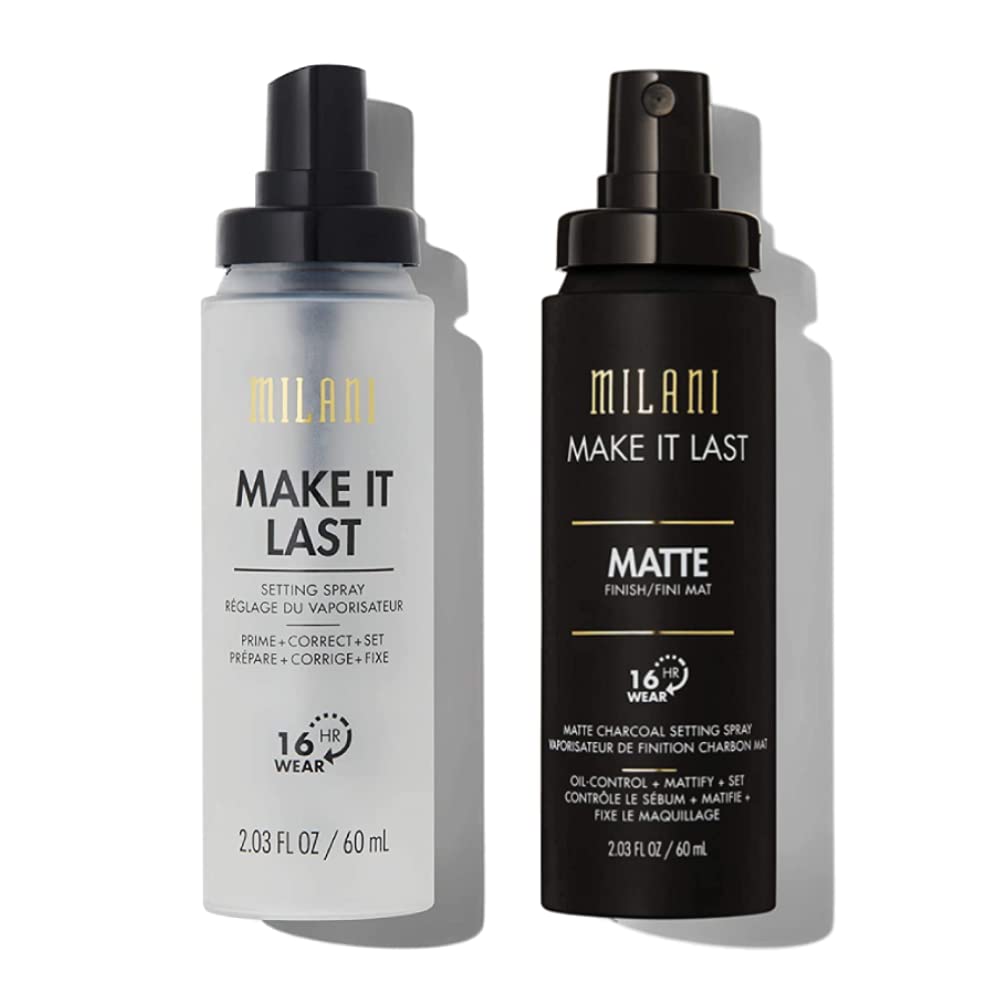 MILANI
MAKE IT
LAST
SETTING SPRAY
RÉGLAGE DU VAPORISATEUR
PRIME+CORRECT+SET
PRÉPARE+CORRIGE+FIXE
16 HR
WEAR
2.03 FL OZ / 60 mL
MILANI
MAKE IT LAST
MATTE
FINISH/FINI MAT
16 HR
WEAR
MATTE CHARCOAL SETTING SPRAY
VAPORISATEUR DE FINITION CHARBON MAT
OIL-CONTROL + MATTIFY + SET
CONTRÔLE LE SÉBUM + MATIFIE +
FIXE LE MAQUILLAGE
2.03 FL OZ / 60 mL